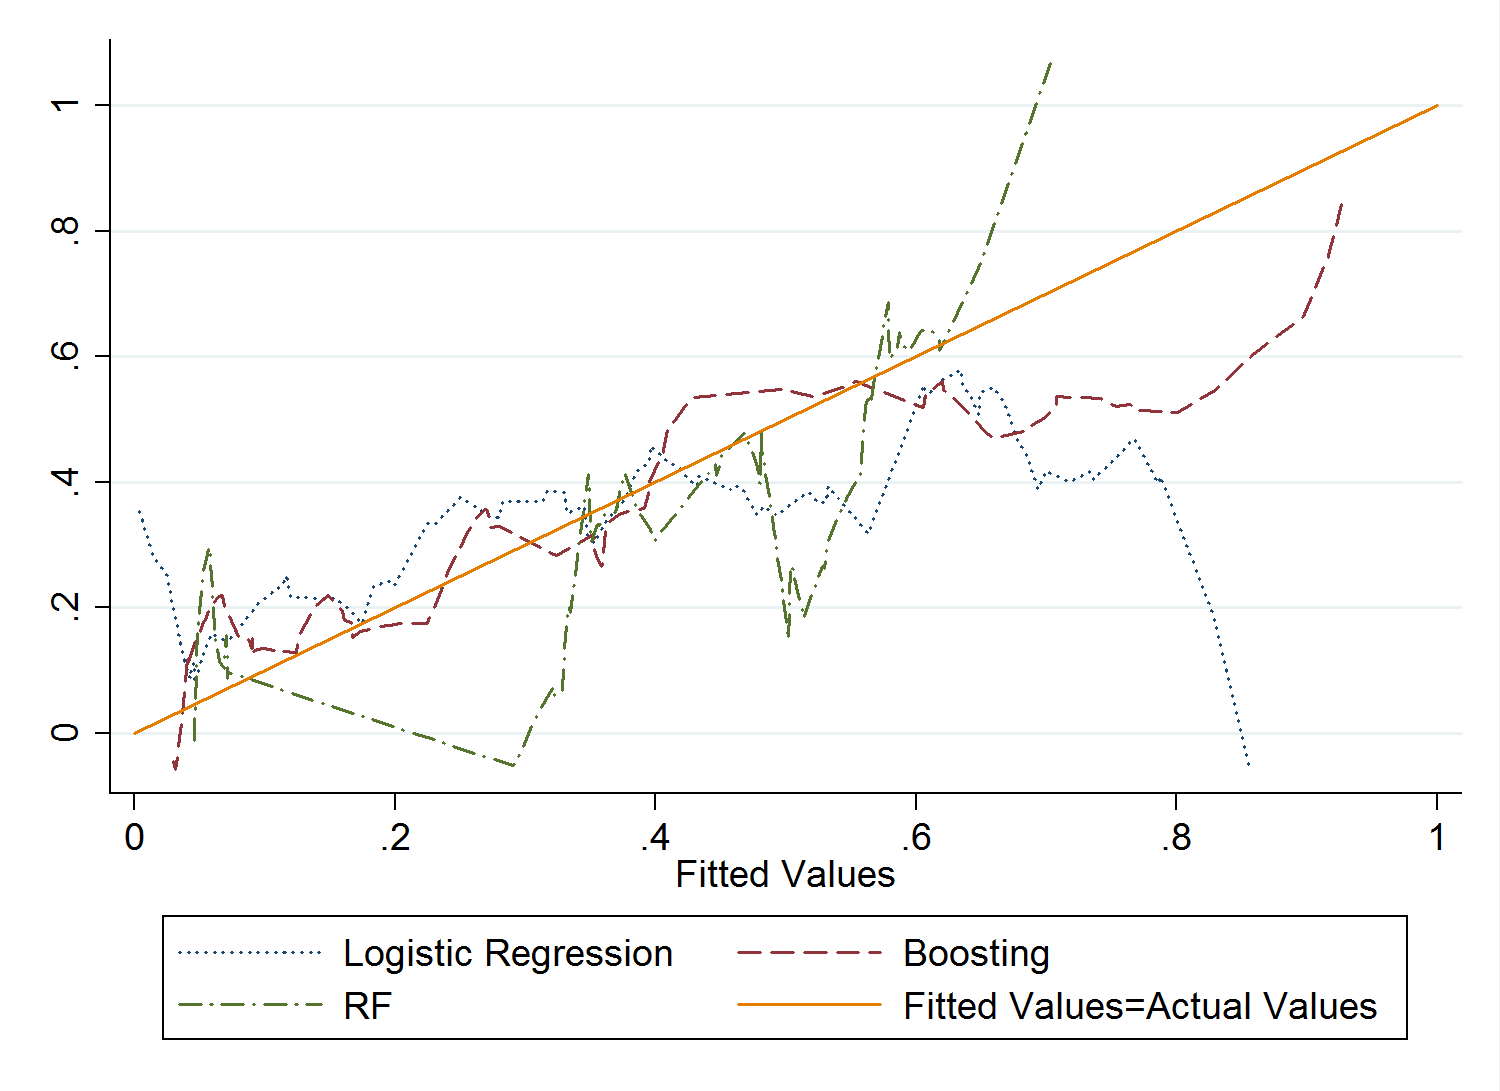 1
.8
.6
.4
.2
0
0 .2 .4 .6 .8 1
Fitted Values
Logistic Regression Boosting
RF Fitted Values=Actual Values